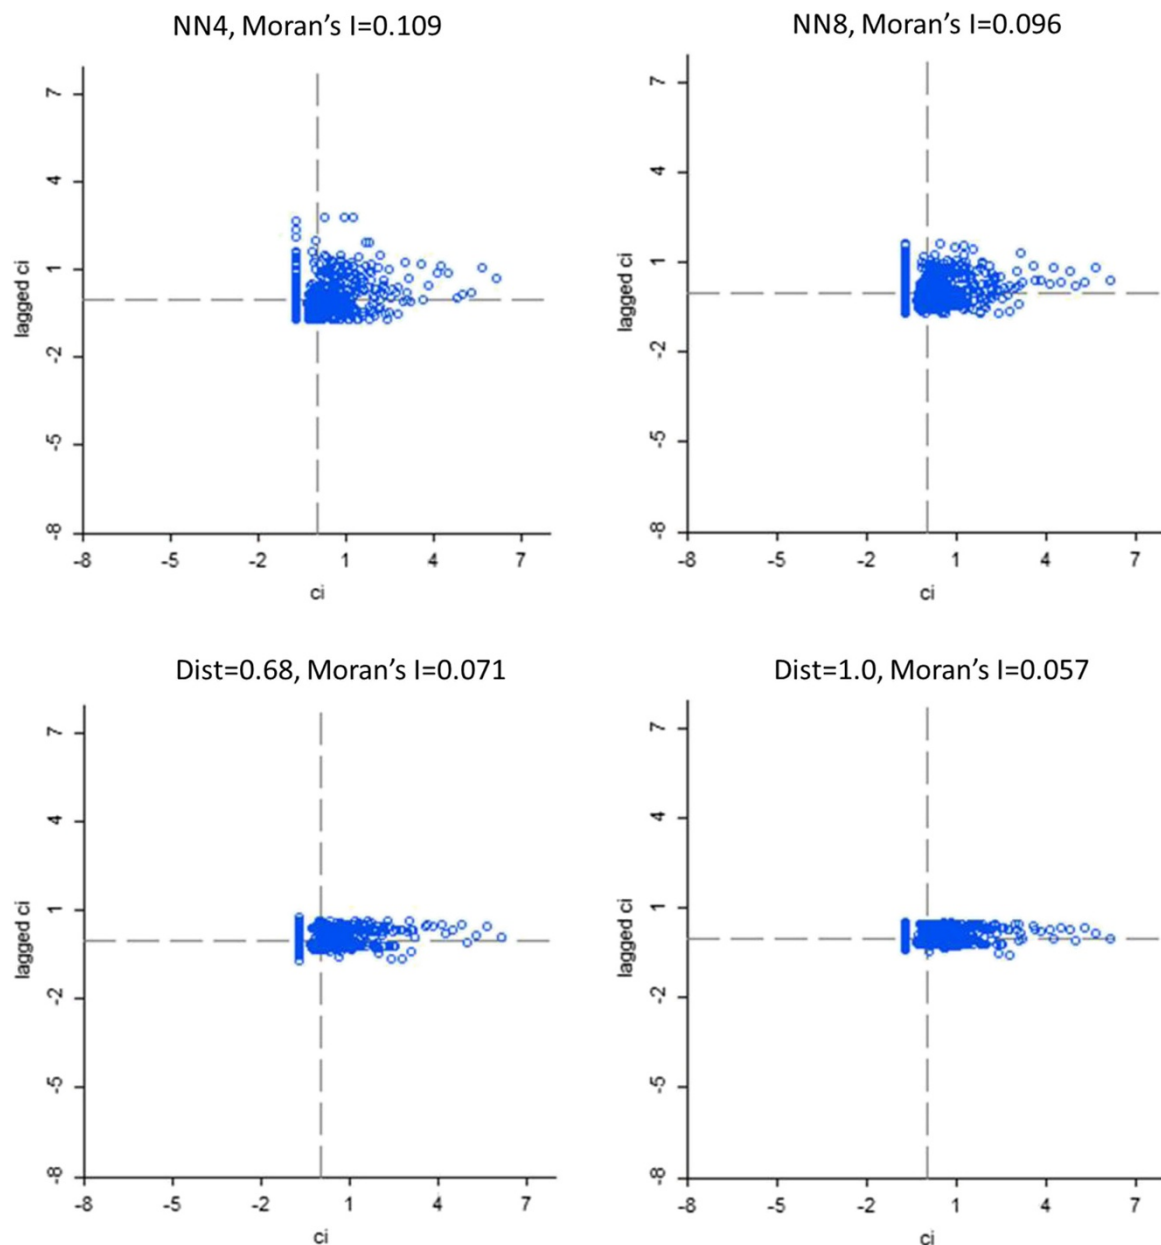 NN4, Moran's I=0.109
7
4
1
-2
-5
-8
lagged ci
-8 -5 -2 1 4 7
ci
NN8, Moran's I=0.096
7
4
1
-2
-5
-8
lagged ci
-8 -5 -2 1 4 7
ci
Dist=0.68, Moran's I=0.071
7
4
1
-2
-5
-8
lagged ci
-8 -5 -2 1 4 7
ci
Dist=1.0, Moran's I=0.057
7
4
1
-2
-5
-8
lagged ci
-8 -5 -2 1 4 7
ci